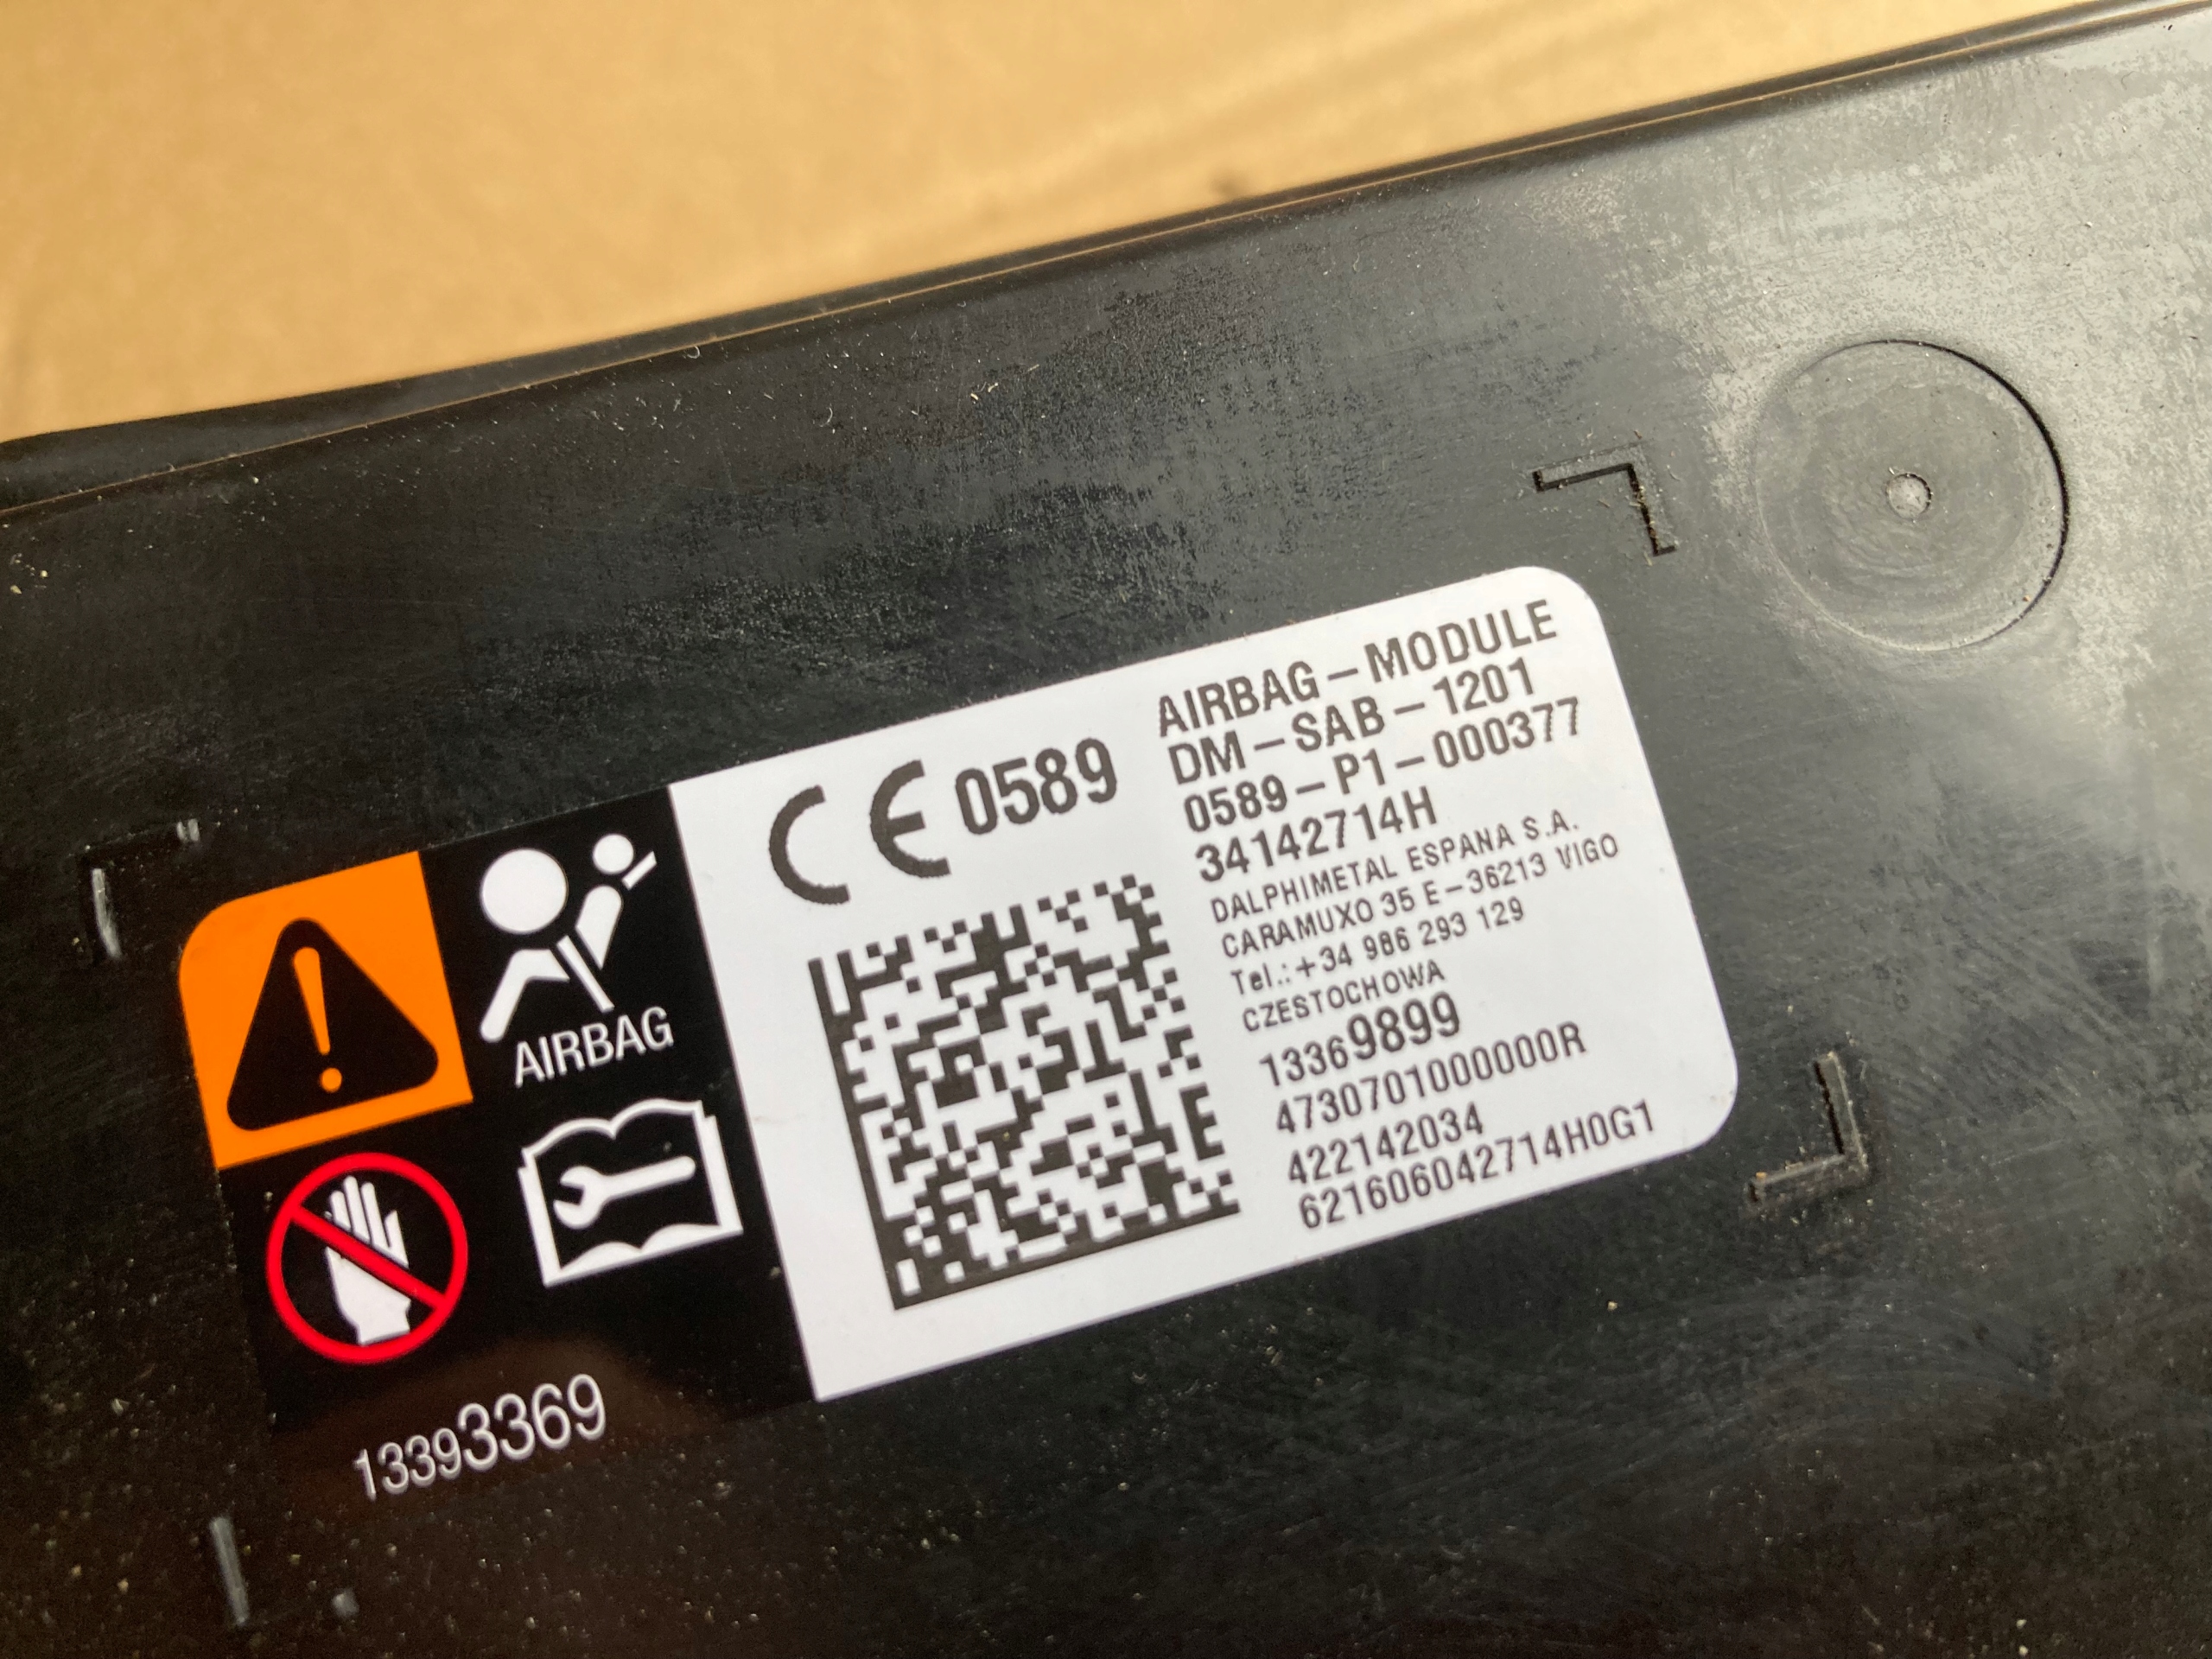 AIRBAG-MODULE
DM-SAB-1201
0589-P1-000377
34142714H
DALPHIMETAL ESPANA S.A.
CARAMUXO 35 E-36213 VIGO
Tel.:+34 986 293 129
CZESTOCHOWA
13369899
473070100000R
422142034
621606042714H0G1
CE 0589
E
AIRBAG
13393369